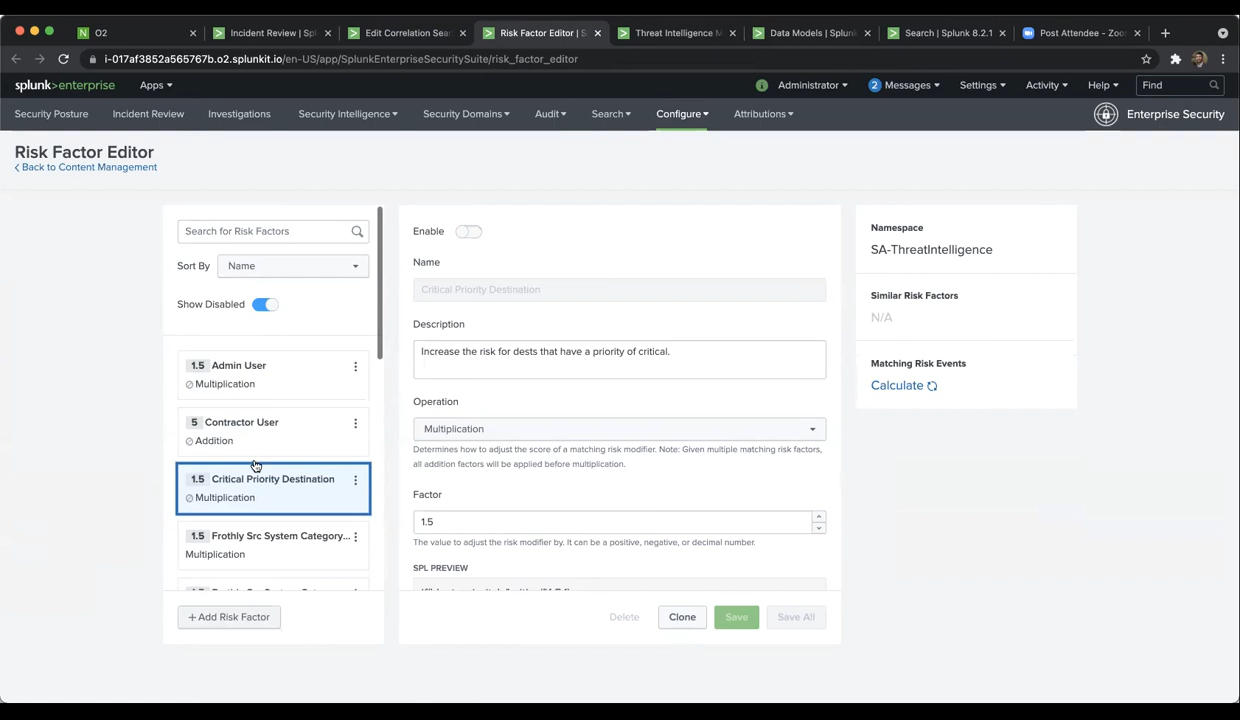 O2
Incident Review | Spl
Edit Correlation Sear
Risk Factor Editor | S
Threat Intelligence M
Data Models | Splunk
Search | Splunk 8.2.1
Post Attendee - Zoo
i-017af3852a565767b.o2.splunkit.io/en-US/app/SplunkEnterpriseSecuritySuite/risk_factor_editor
splunk>enterprise
Apps
Administrator
2 Messages
Settings
Activity
Help
Find
Security Posture
Incident Review
Investigations
Security Intelligence
Security Domains
Audit
Search
Configure
Attributions
Enterprise Security
Risk Factor Editor
Back to Content Management
Search for Risk Factors
Sort By
Name
Show Disabled
1.5 Admin User
Multiplication
5 Contractor User
Addition
1.5 Critical Priority Destination
Multiplication
1.5 Frothly Src System Category...
Multiplication
+ Add Risk Factor
Enable
Name
Critical Priority Destination
Description
Increase the risk for dests that have a priority of critical.
Operation
Multiplication
Determines how to adjust the score of a matching risk modifier. Note: Given multiple matching risk factors,
all addition factors will be applied before multiplication.
Factor
1.5
The value to adjust the risk modifier by. It can be a positive, negative, or decimal number.
SPL PREVIEW
Delete
Clone
Save
Save All
Namespace
SA-ThreatIntelligence
Similar Risk Factors
N/A
Matching Risk Events
Calculate